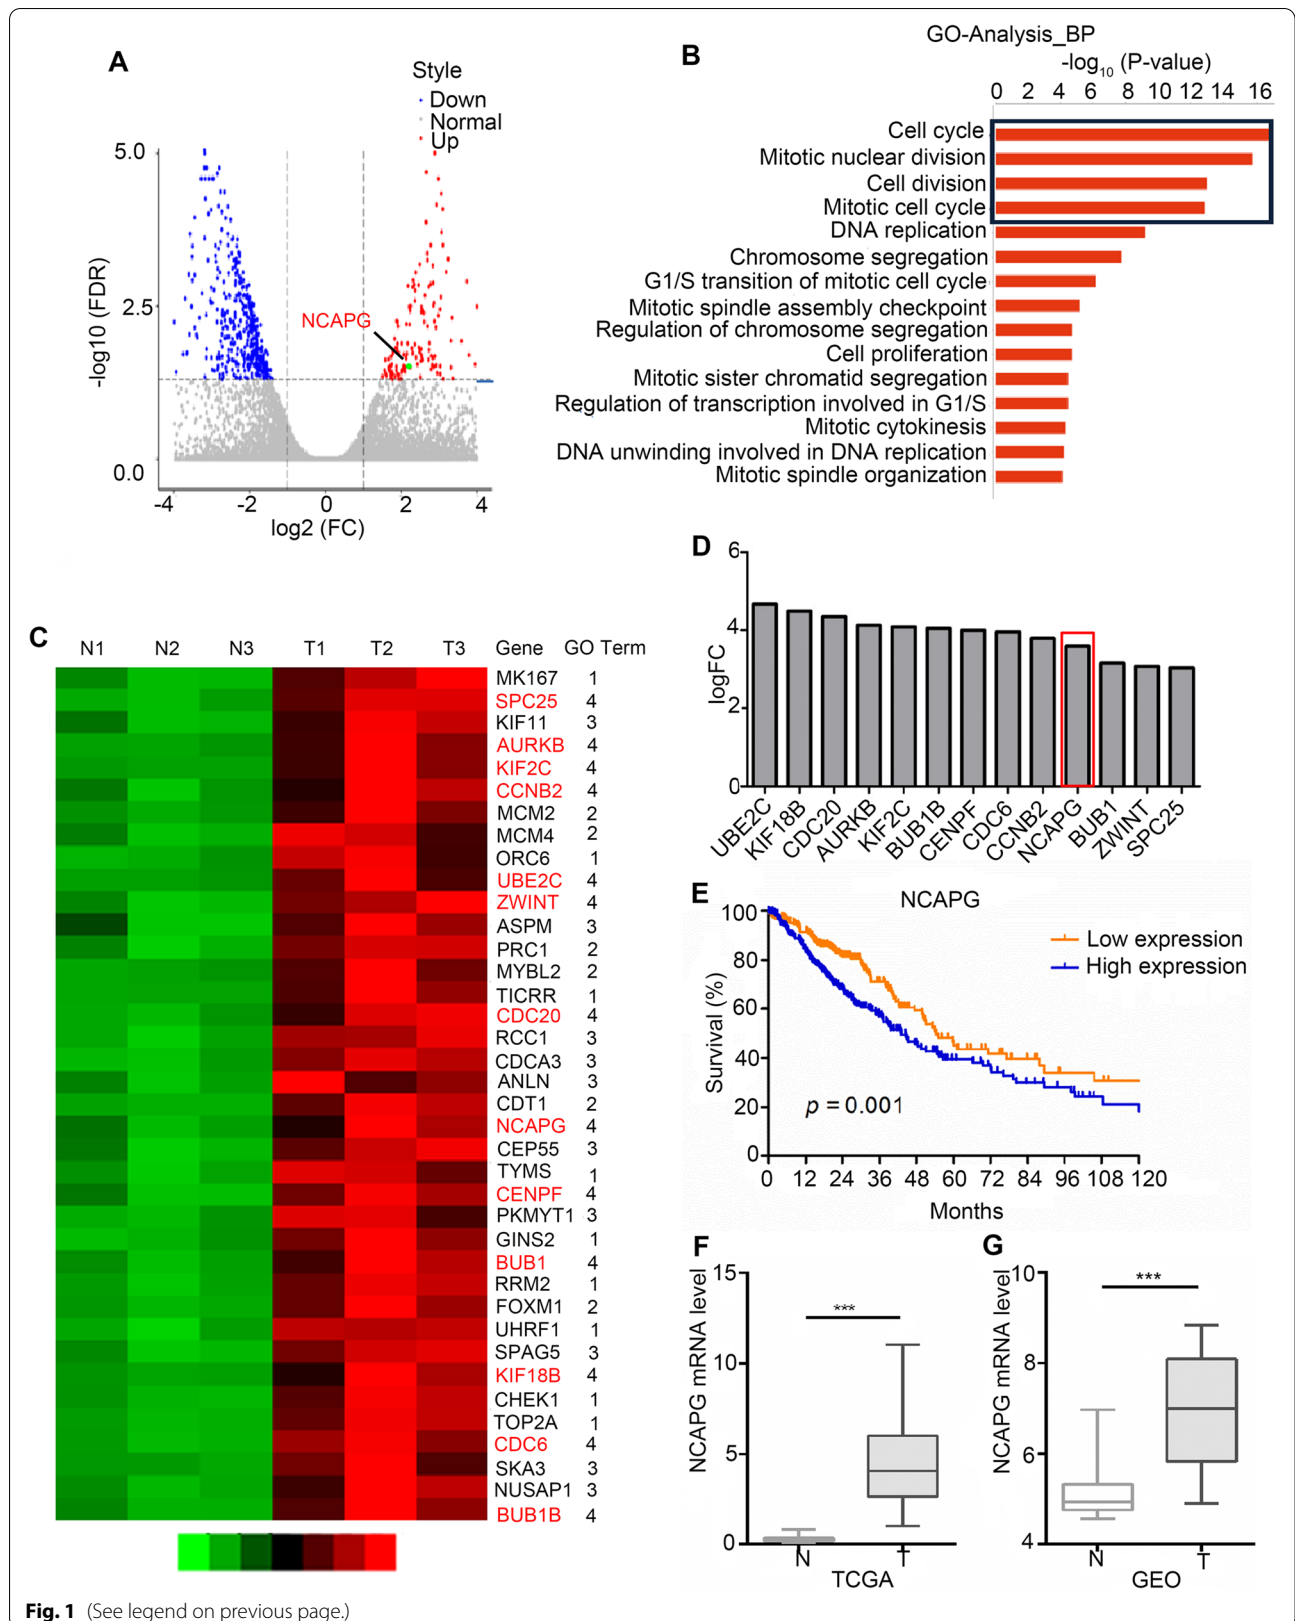 A
Style
Down
Normal
Up
5.0
2.5
0.0
-log10 (FDR)
NCAPG
-4 -2 0 2 4
log2 (FC)
B
GO-Analysis_BP
-log10 (P-value)
0 2 4 6 8 10 12 14 16
Cell cycle
Mitotic nuclear division
Cell division
Mitotic cell cycle
DNA replication
Chromosome segregation
G1/S transition of mitotic cell cycle
Mitotic spindle assembly checkpoint
Regulation of chromosome segregation
Cell proliferation
Mitotic sister chromatid segregation
Regulation of transcription involved in G1/S
Mitotic cytokinesis
DNA unwinding involved in DNA replication
Mitotic spindle organization
C
N1 N2 N3 T1 T2 T3 Gene GO Term
MK167 1
SPC25 4
KIF11 3
AURKB 4
KIF2C 4
CCNB2 4
MCM2 2
MCM4 2
ORC6 1
UBE2C 4
ZWINT 4
ASPM 3
PRC1 2
MYBL2 2
TICRR 1
CDC20 4
RCC1 3
CDCA3 3
ANLN 3
CDT1 2
NCAPG 4
CEP55 3
TYMS 1
CENPF 4
PKMYT1 3
GINS2 1
BUB1 4
RRM2 1
FOXM1 2
UHRF1 1
SPAG5 3
KIF18B 4
CHEK1 1
TOP2A 1
CDC6 4
SKA3 3
NUSAP1 3
BUB1B 4
D
6
4
2
0
logFC
UBE2C KIF18B CDC20 AURKB KIF2C BUB1B CENPF CDC6 CCNB2 NCAPG BUB1 ZWINT SPC25
E
NCAPG
Low expression
High expression
100
80
60
40
20
0
Survival (%)
p = 0.001
0 12 24 36 48 60 72 84 96 108 120
Months
F
NCAPG mRNA level
15
10
5
0
***
N T
TCGA
G
NCAPG mRNA level
10
8
6
4
***
N T
GEO
Fig. 1 (See legend on previous page.)